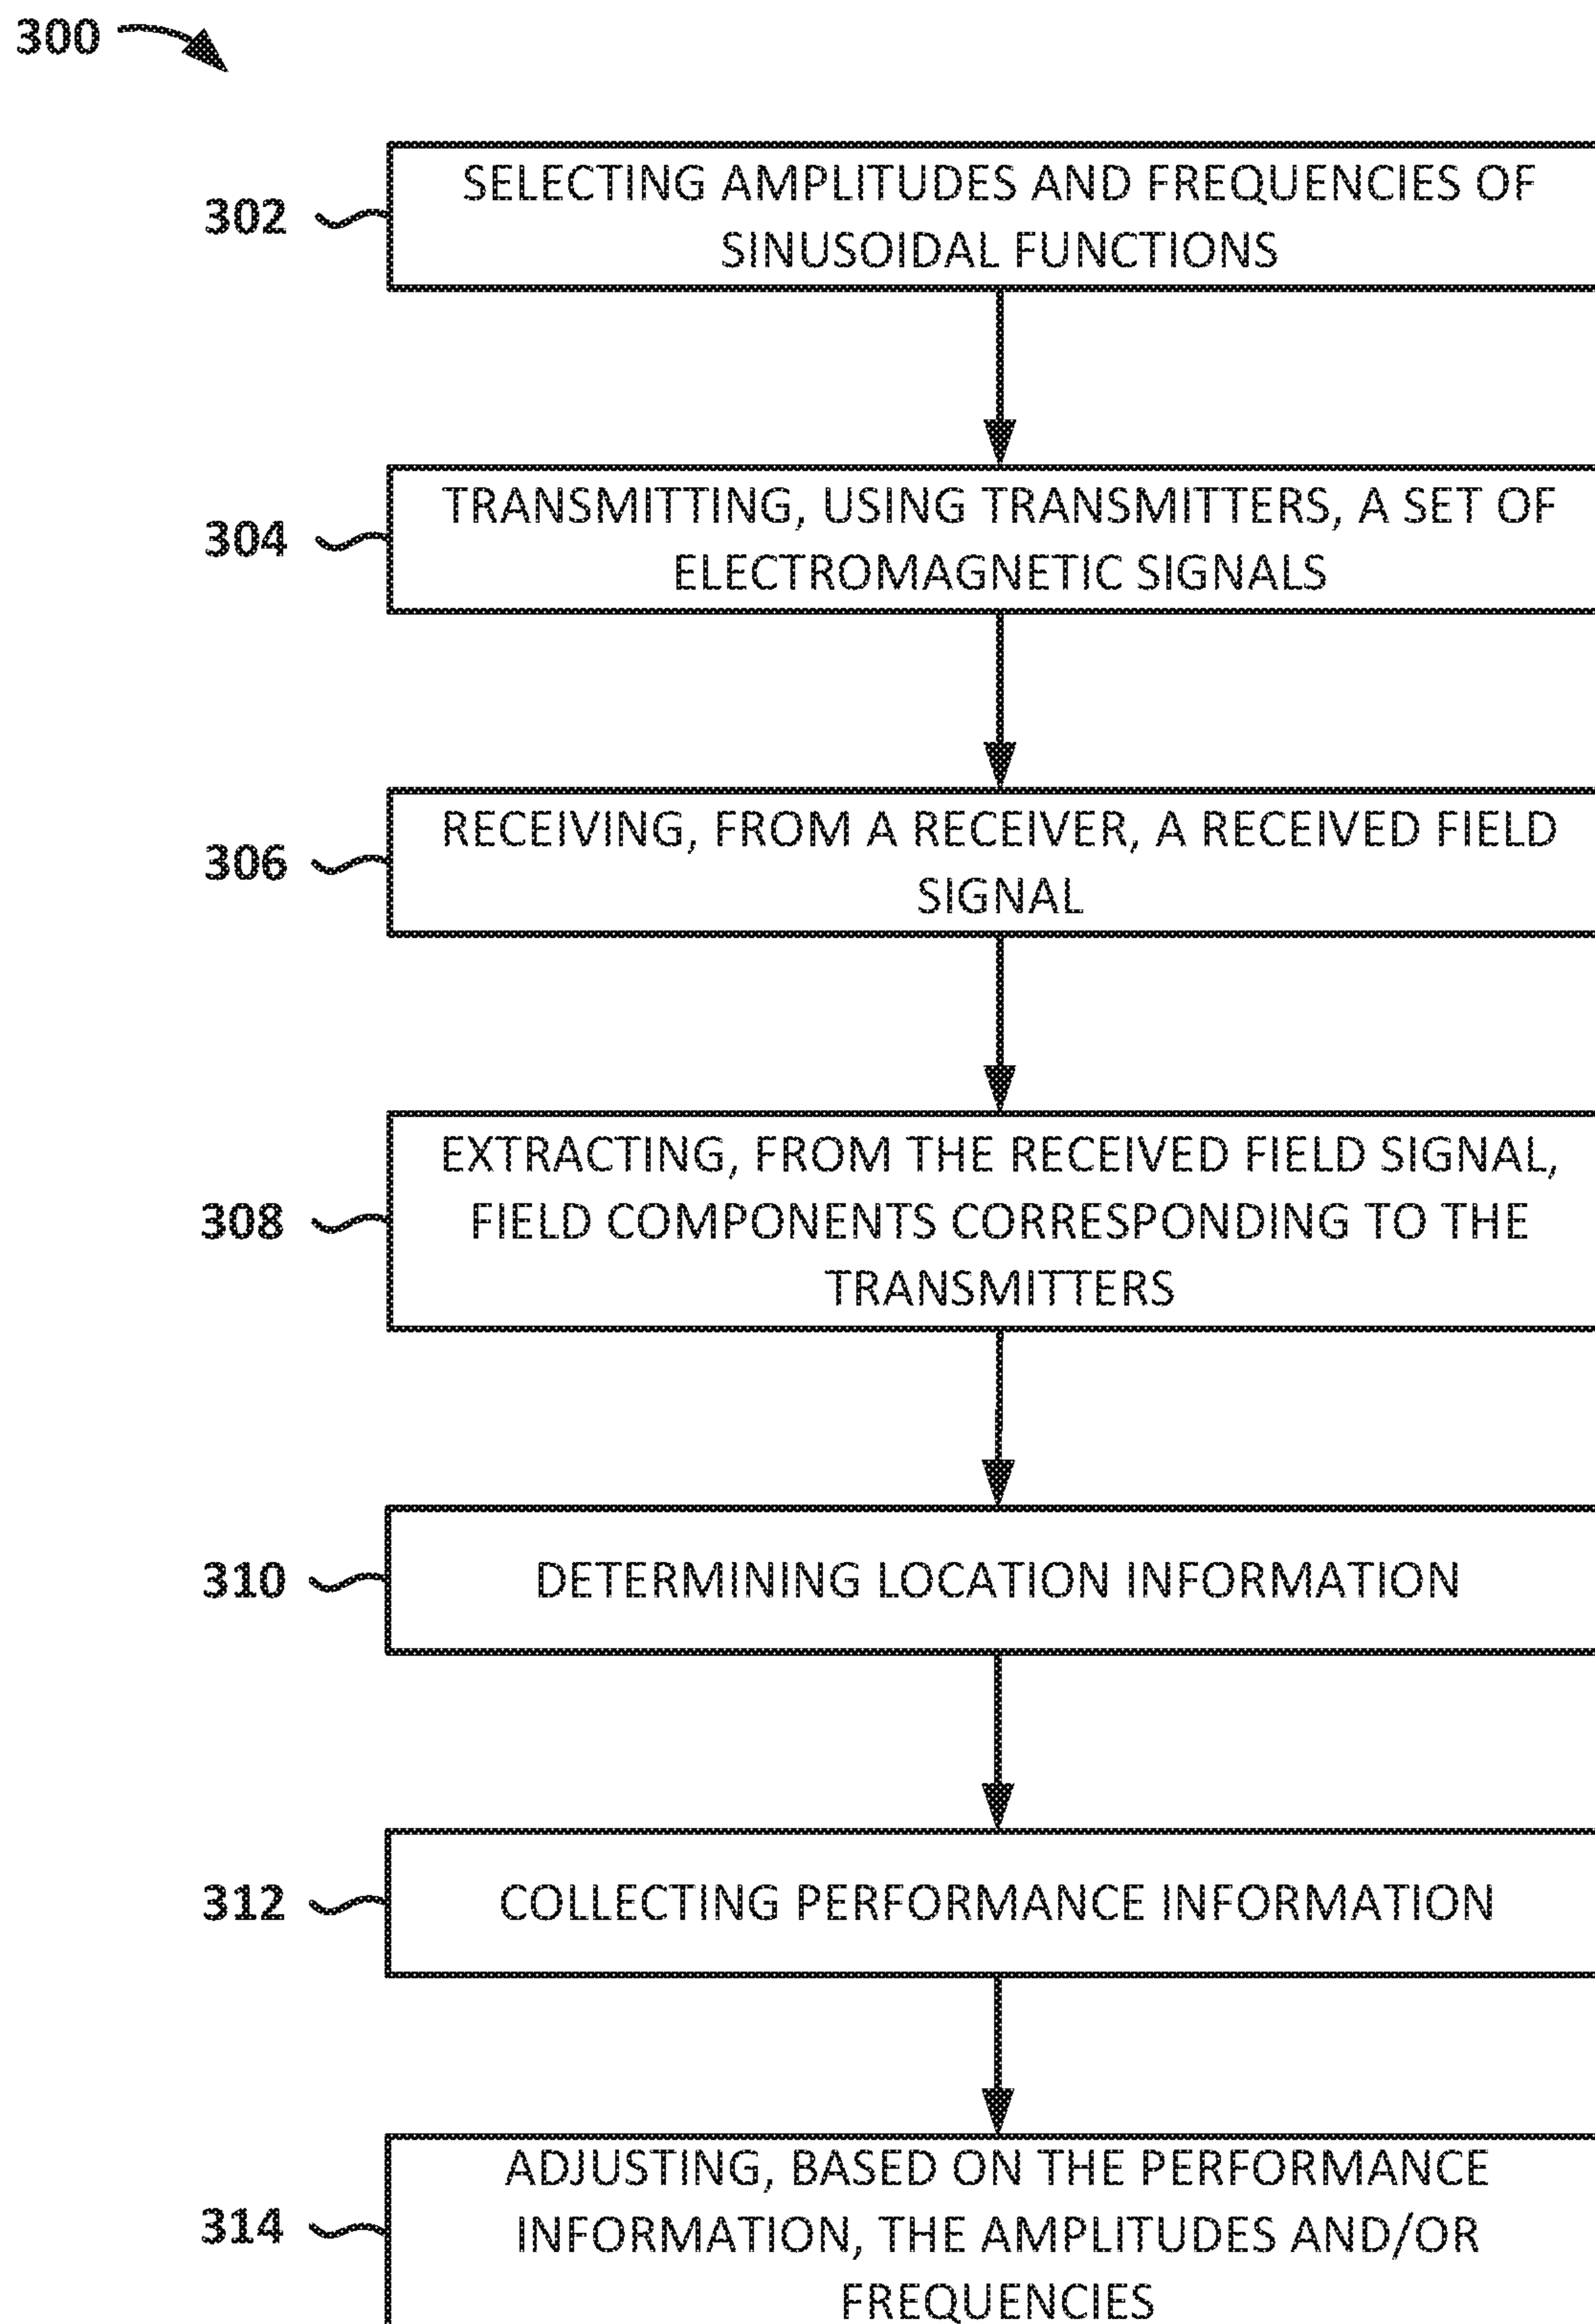 300
302
SELECTING AMPLITUDES AND FREQUENCIES OF
SINUSOIDAL FUNCTIONS
304
TRANSMITTING, USING TRANSMITTERS, A SET OF
ELECTROMAGNETIC SIGNALS
306
RECEIVING, FROM A RECEIVER, A RECEIVED FIELD
SIGNAL
308
EXTRACTING, FROM THE RECEIVED FIELD SIGNAL,
FIELD COMPONENTS CORRESPONDING TO THE
TRANSMITTERS
310
DETERMINING LOCATION INFORMATION
312
COLLECTING PERFORMANCE INFORMATION
314
ADJUSTING, BASED ON THE PERFORMANCE
INFORMATION, THE AMPLITUDES AND/OR
FREQUENCIES